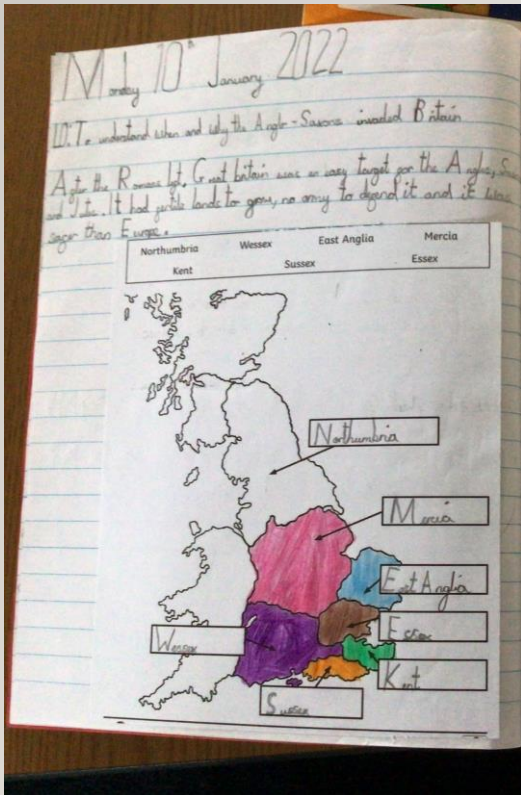 Monday 10th January 2022
LO: To understand when and why the Anglo-Saxons invaded Britain
After the Romans left, Great britain was an easy target for the Angles,
and Jutes. It had fertile lands to grow, no army to defend it and it was
safer than Europe.
Northumbria Wessex East Anglia Mercia
Kent Sussex Essex
Northumbria
Mercia
East Anglia
Essex
Wessex
Kent
Sussex